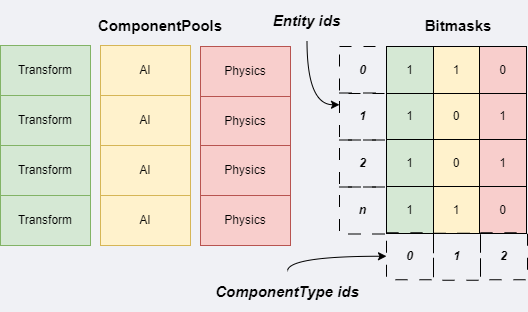 ComponentPools
Entity ids
Bitmasks
Transform AI Physics
Transform AI Physics
Transform AI Physics
Transform AI Physics
0 1 1 0
1 1 0 1
2 1 0 1
n 1 1 0
0 1 2
ComponentType ids